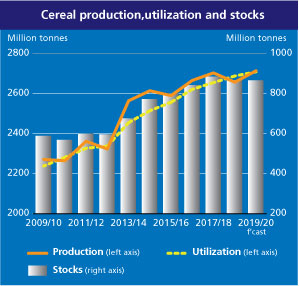 Cereal production,utilization and stocks
Million tonnes Million tonnes
2800 1000
2600 800
2400 600
2200 400
2000 200
2009/10 2011/12 2013/14 2015/16 2017/18 2019/20
f'cast
Production (left axis) Utilization (left axis)
Stocks (right axis)